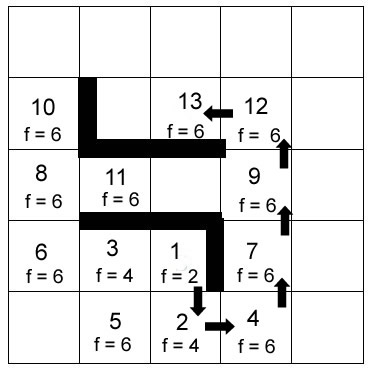 10
f = 6
13
f = 6
12
f = 6
8
f = 6
11
f = 6
9
f = 6
6
f = 6
3
f = 4
1
f = 2
7
f = 6
5
f = 6
2
f = 4
4
f = 6